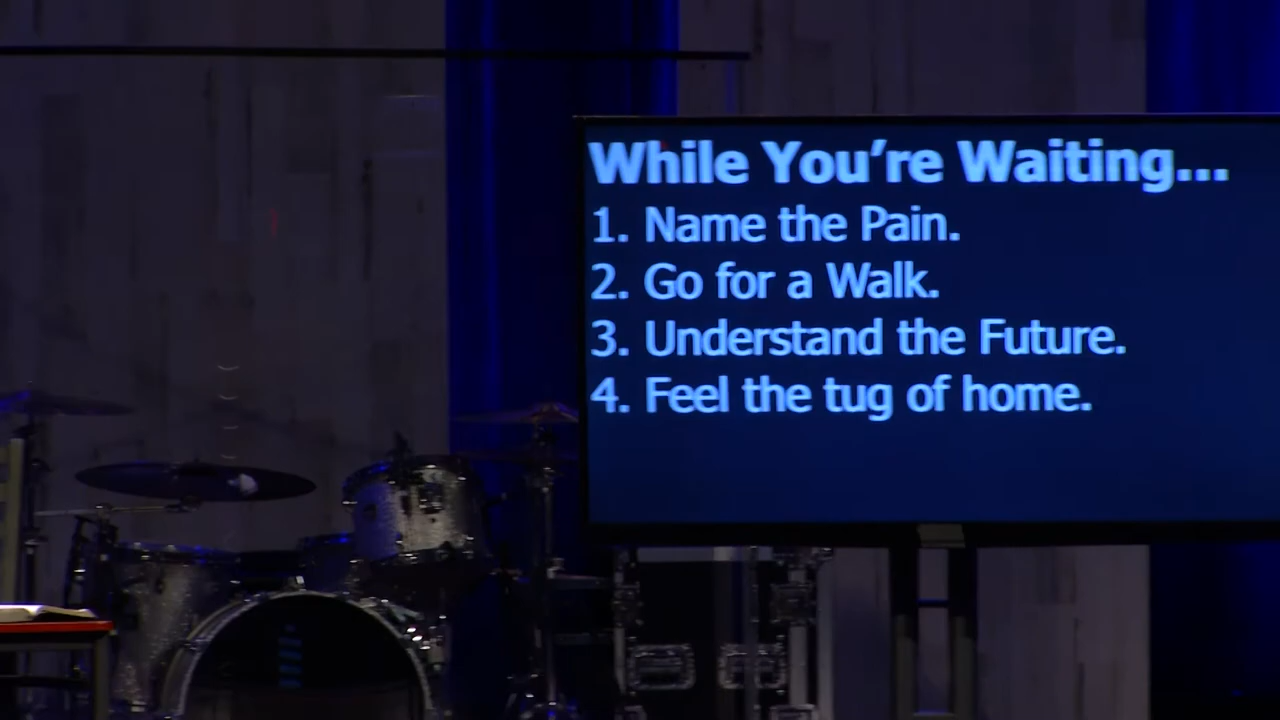 While You're Waiting...
1. Name the Pain.
2. Go for a Walk.
3. Understand the Future.
4. Feel the tug of home.